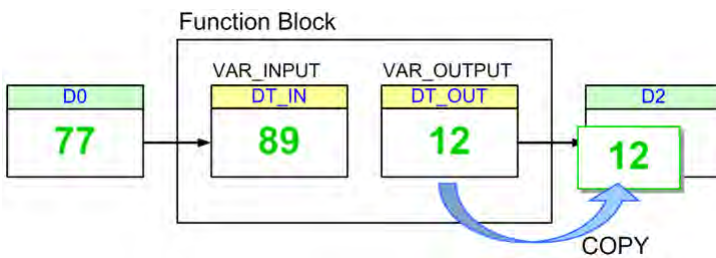 Function Block
VAR_INPUT VAR_OUTPUT
D0 DT_IN DT_OUT D2
77 89 12 12
COPY